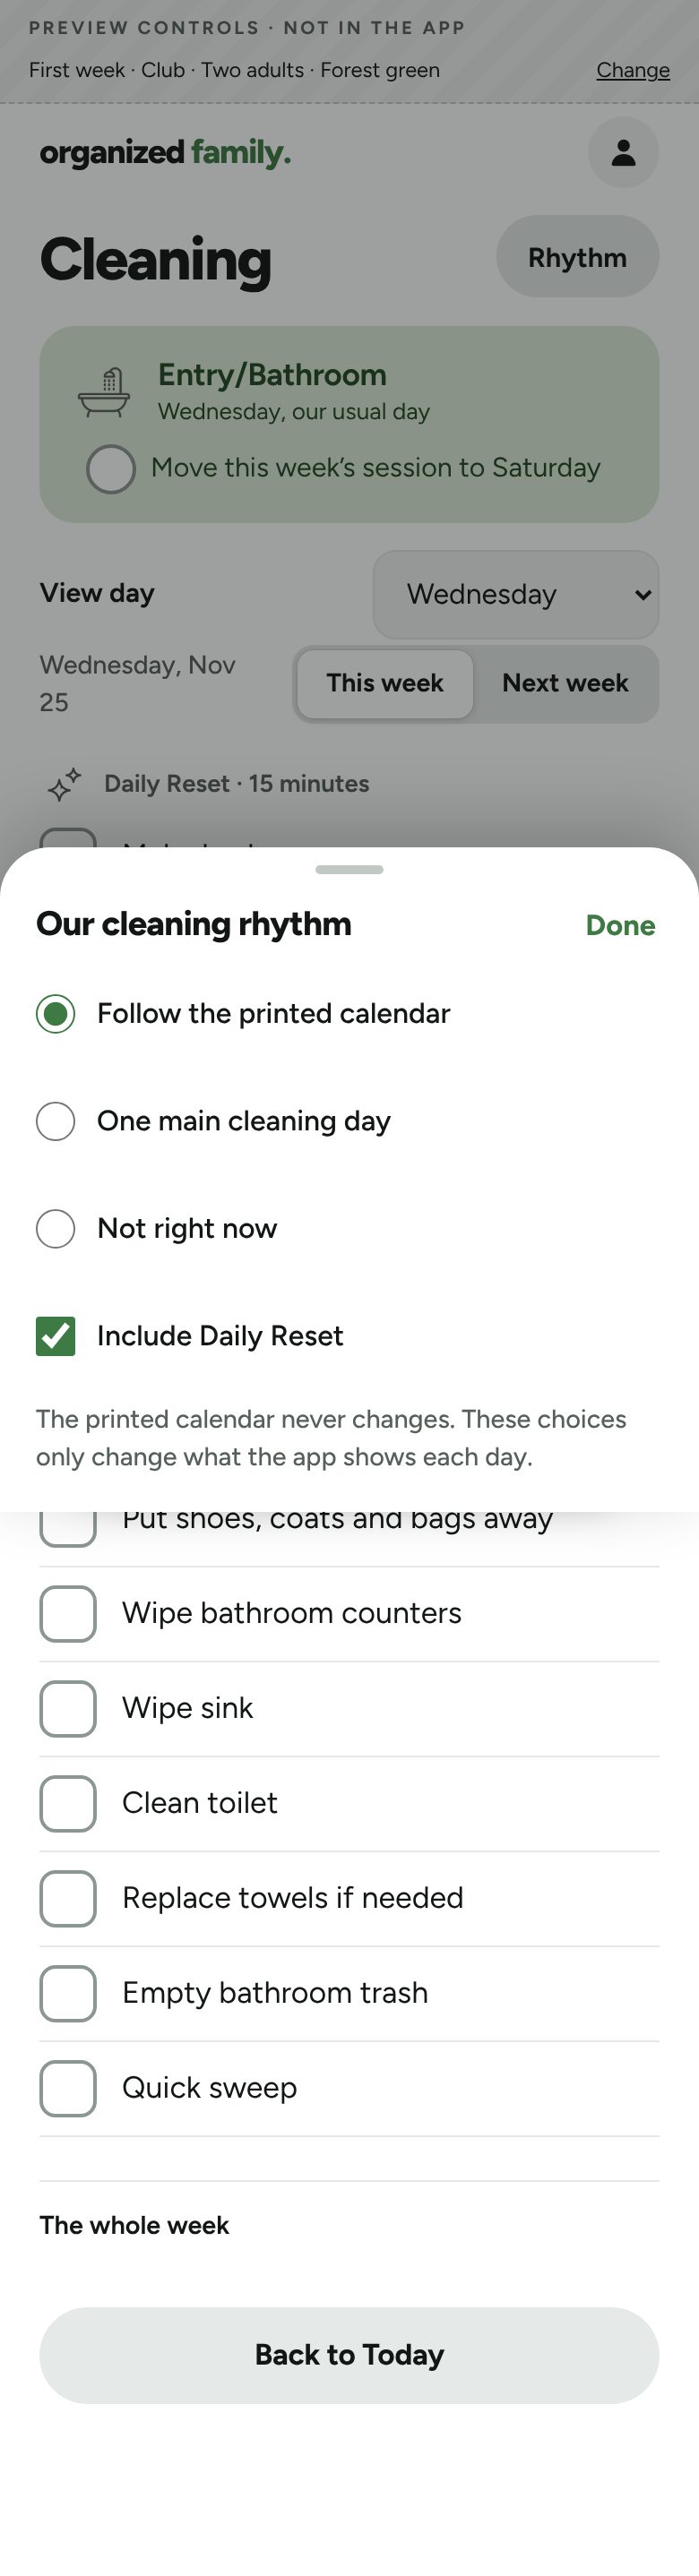 PREVIEW CONTROLS · NOT IN THE APP
First week · Club · Two adults · Forest green
Change
organized family.
Cleaning
Rhythm
Entry/Bathroom
Wednesday, our usual day
Move this week’s session to Saturday
View day
Wednesday
Wednesday, Nov
25
This week
Next week
Daily Reset · 15 minutes
Our cleaning rhythm
Done
Follow the printed calendar
One main cleaning day
Not right now
Include Daily Reset
The printed calendar never changes. These choices
only change what the app shows each day.
Put shoes, coats and bags away
Wipe bathroom counters
Wipe sink
Clean toilet
Replace towels if needed
Empty bathroom trash
Quick sweep
The whole week
Back to Today